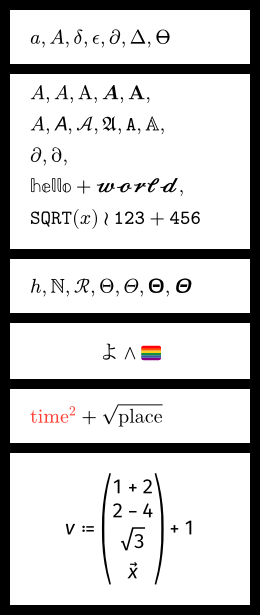 a, A, δ, ϵ, ∂, Δ, Θ
𝐴, 𝐴, A, 𝑨, 𝐀,
𝐴, 𝘈, 𝒜, 𝔄, 𝙰, 𝔸,
∂, ∂,
𝕙𝕖𝕝𝕝𝕠 + 𝔀𝓸𝓻𝓵𝓭,
SQRT(x) ≀ 123 + 456
h, ℕ, ℛ, Θ, 𝛩, 𝚯, 𝜣
よ ∧ 🏳️‍🌈
time² + √place
v ≔ (1 + 2
2 − 4
√3
x⃗) + 1